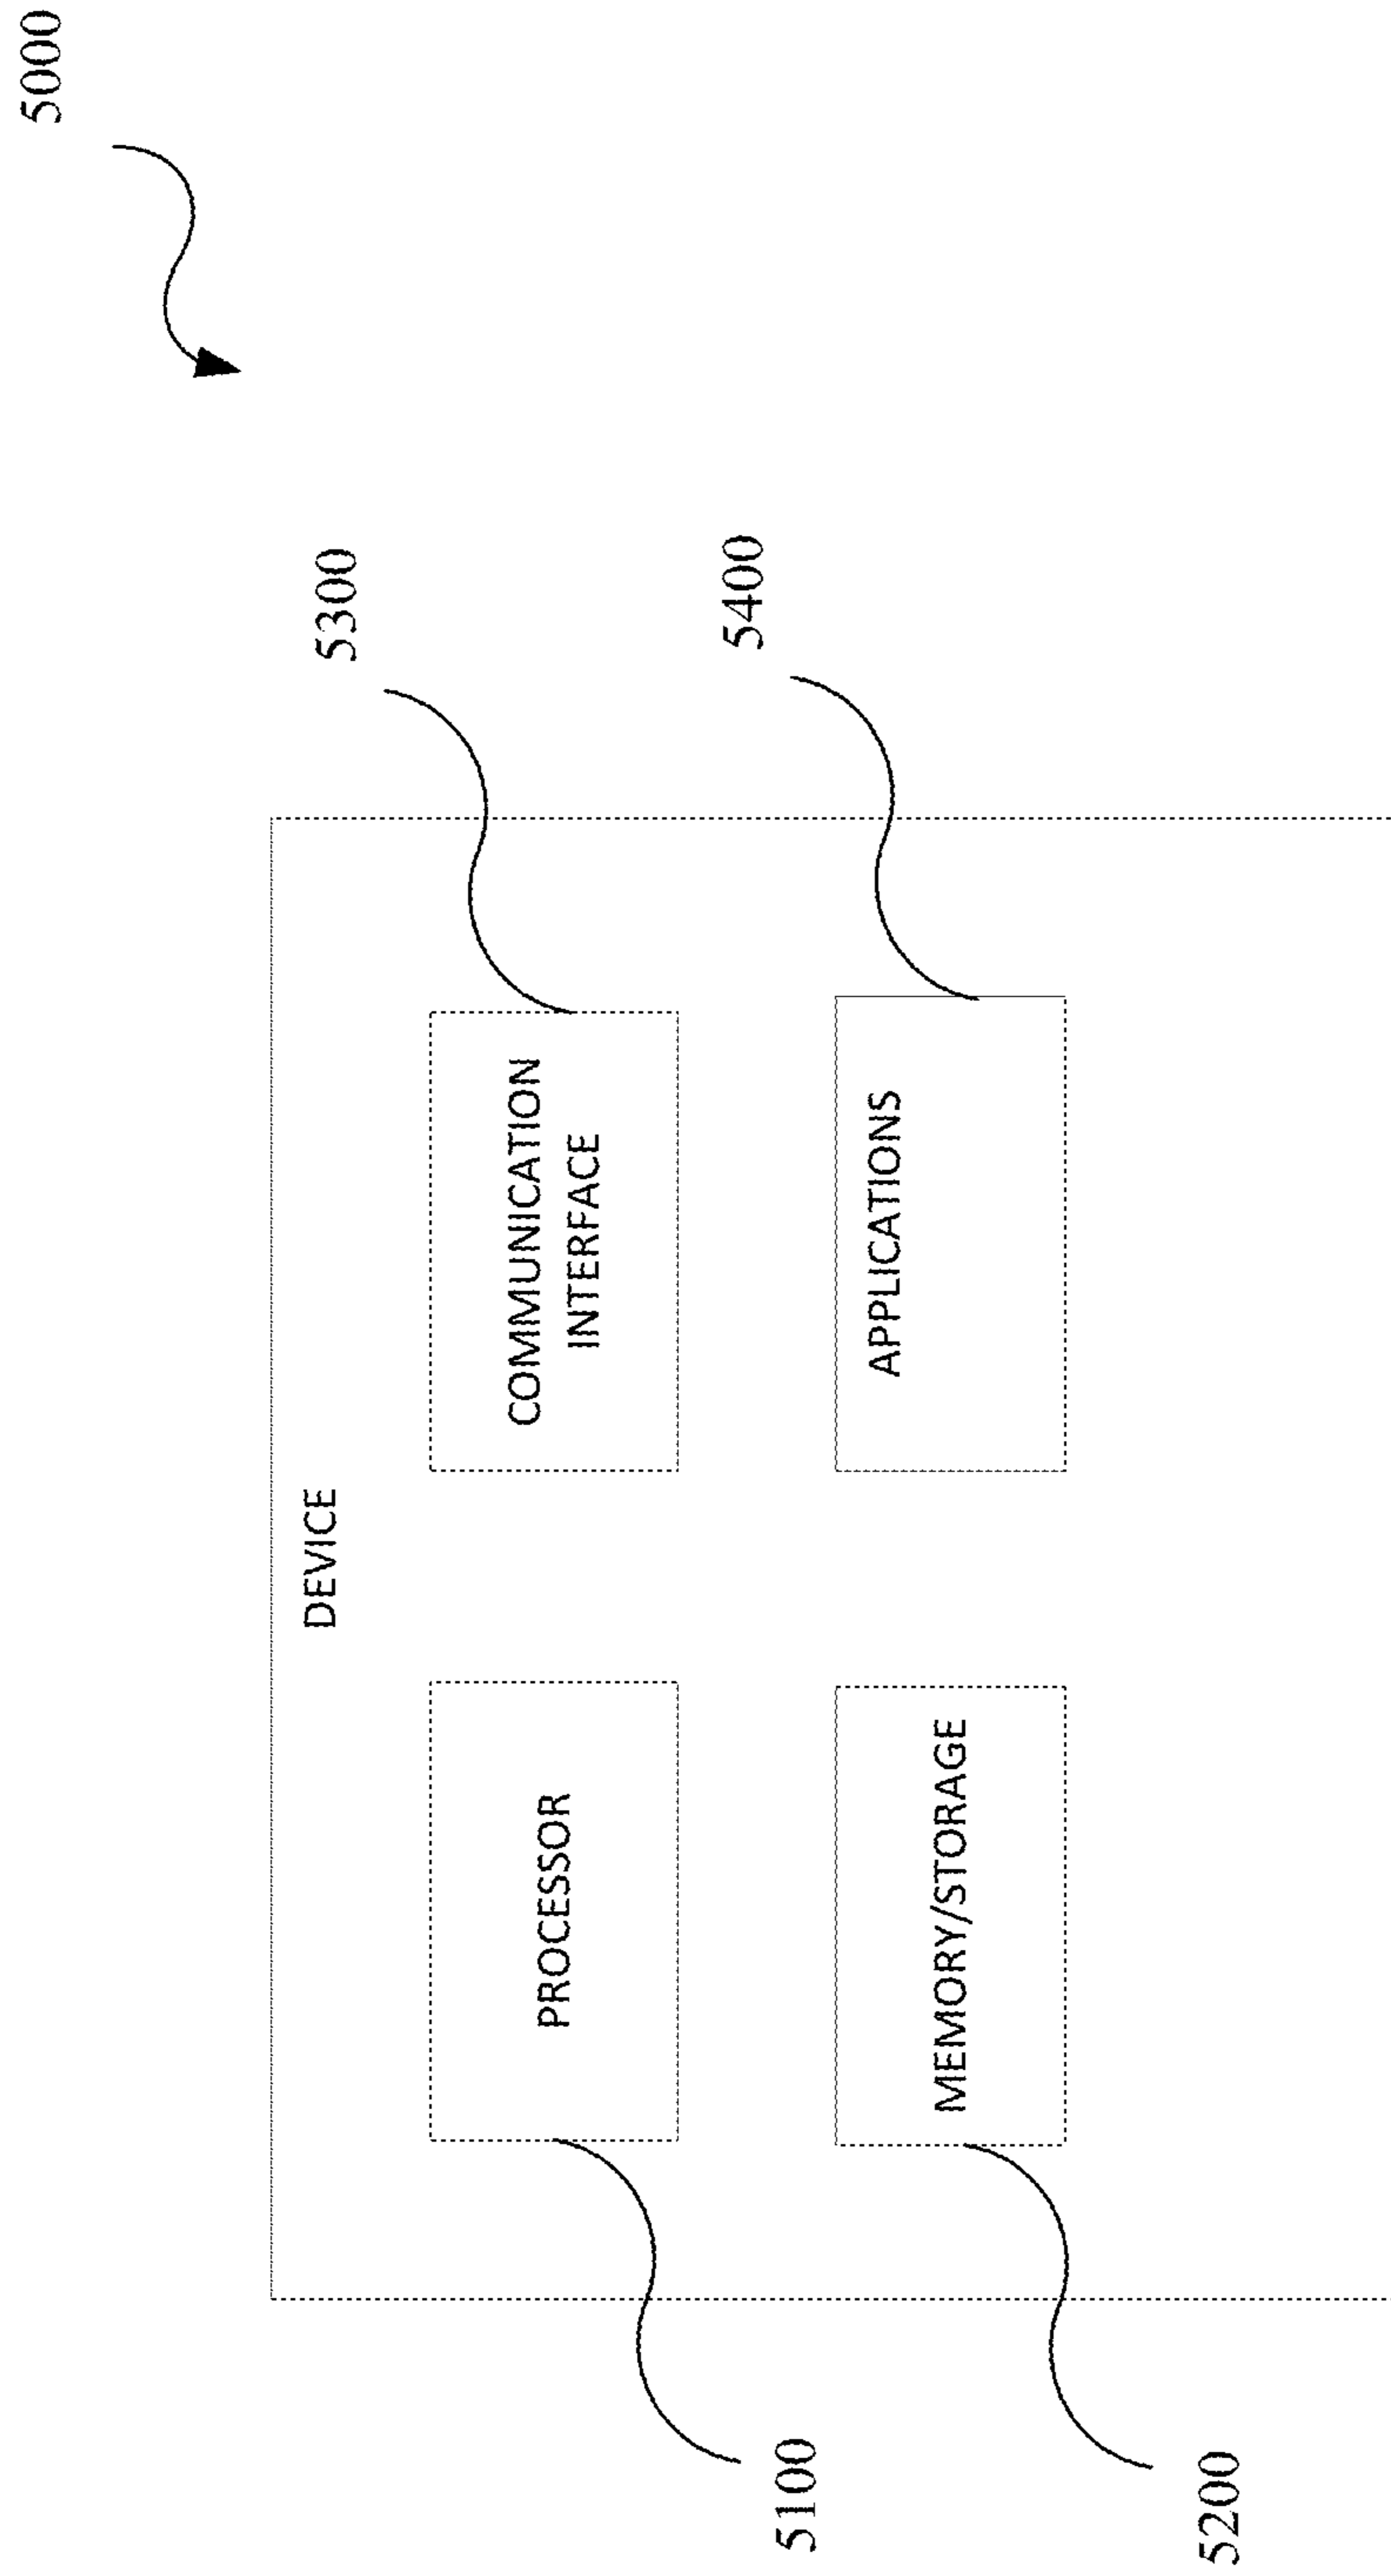 5000
DEVICE
5300
PROCESSOR
COMMUNICATION
INTERFACE
5100
5400
MEMORY/STORAGE
APPLICATIONS
5200